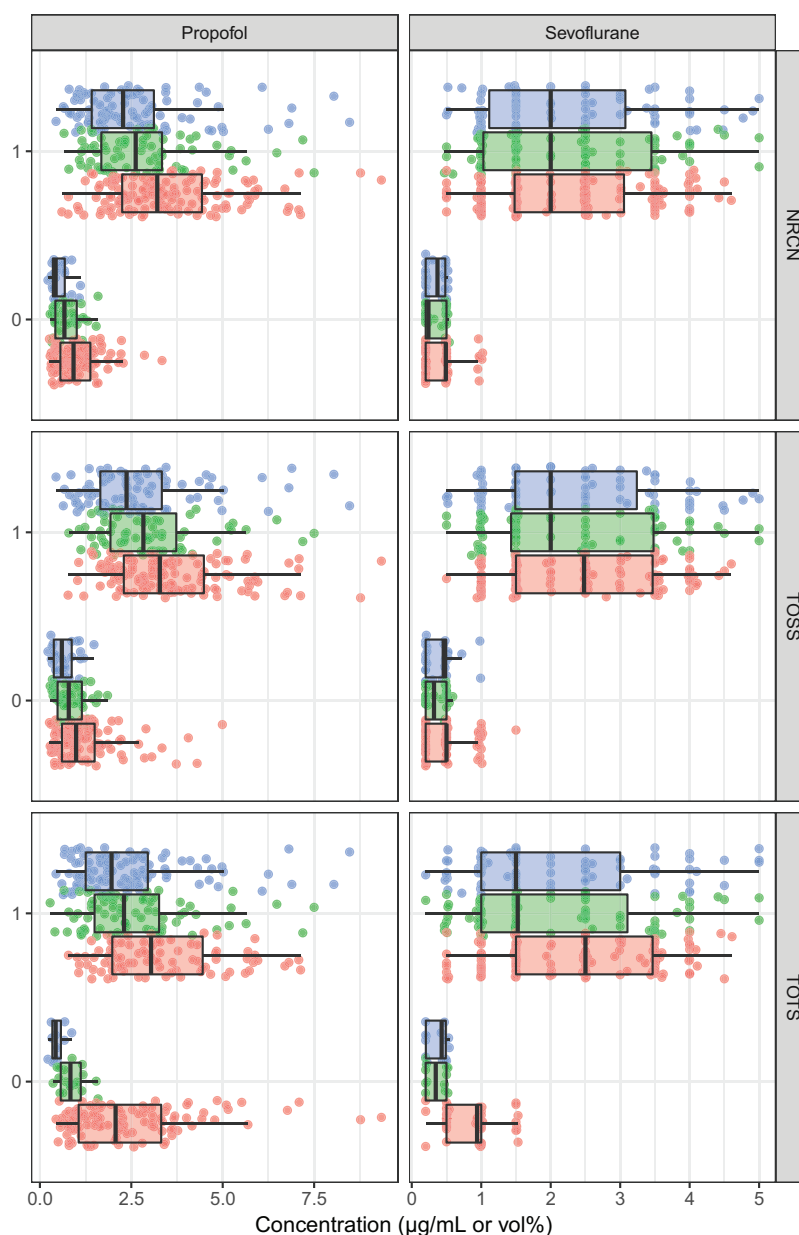 Propofol
Sevoflurane
1
0
NRCN
1
0
TOSS
1
0
TOTS
0.0
2.5
5.0
7.5
0
1
2
3
4
5
Concentration (µg/mL or vol%)